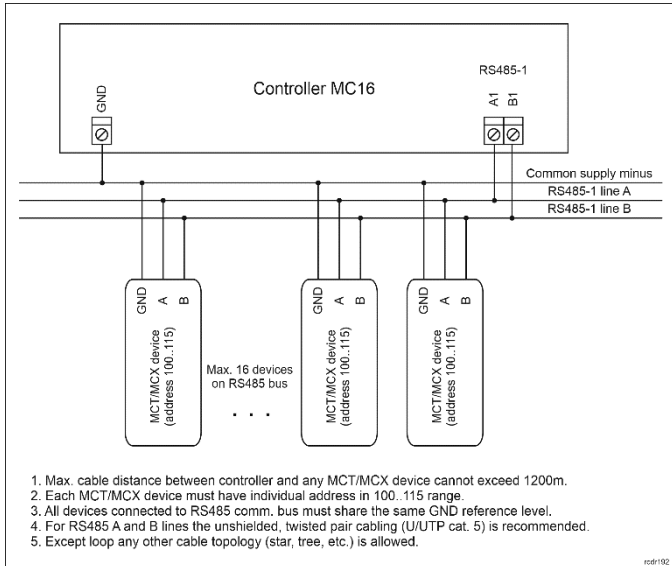 Controller MC16
RS485-1
GND
A1
B1
Common supply minus
RS485-1 line A
RS485-1 line B
GND
A
B
MCT/MCX device
(address 100..115)
Max. 16 devices
on RS485 bus
. . .
GND
A
B
MCT/MCX device
(address 100..115)
GND
A
B
MCT/MCX device
(address 100..115)
1. Max. cable distance between controller and any MCT/MCX device cannot exceed 1200m.
2. Each MCT/MCX device must have individual address in 100..115 range.
3. All devices connected to RS485 comm. bus must share the same GND reference level.
4. For RS485 A and B lines the unshielded, twisted pair cabling (U/UTP cat. 5) is recommended.
5. Except loop any other cable topology (star, tree, etc.) is allowed.
rcdr192